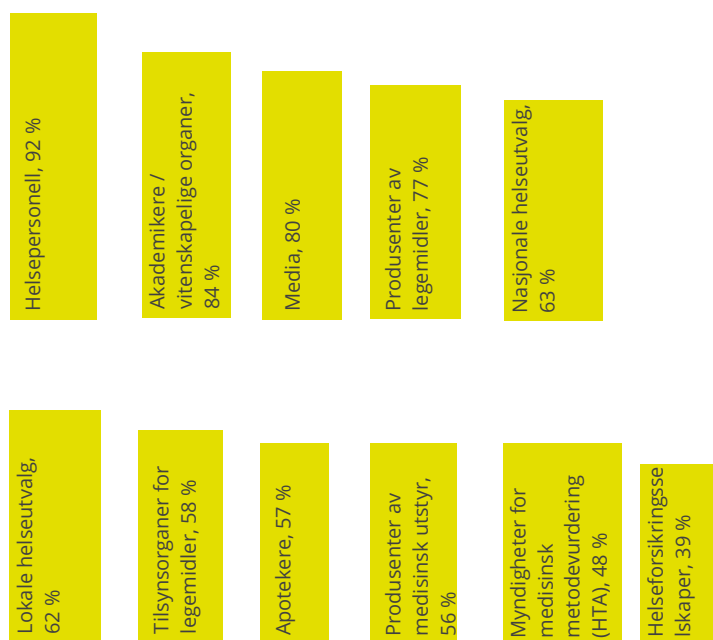 Helsepersonell, 92 %
Akademikere /
vitenskapelige organer,
84 %
Media, 80 %
Produsenter av
legemidler, 77 %
Nasjonale helseutvalg,
63 %
Lokale helseutvalg,
62 %
Tilsynsorganer for
legemidler, 58 %
Apotekere, 57 %
Produsenter av
medisinsk utstyr,
56 %
Myndigheter for
medisinsk
metodevurdering
(HTA), 48 %
Helseforsikringsse
lskaper, 39 %